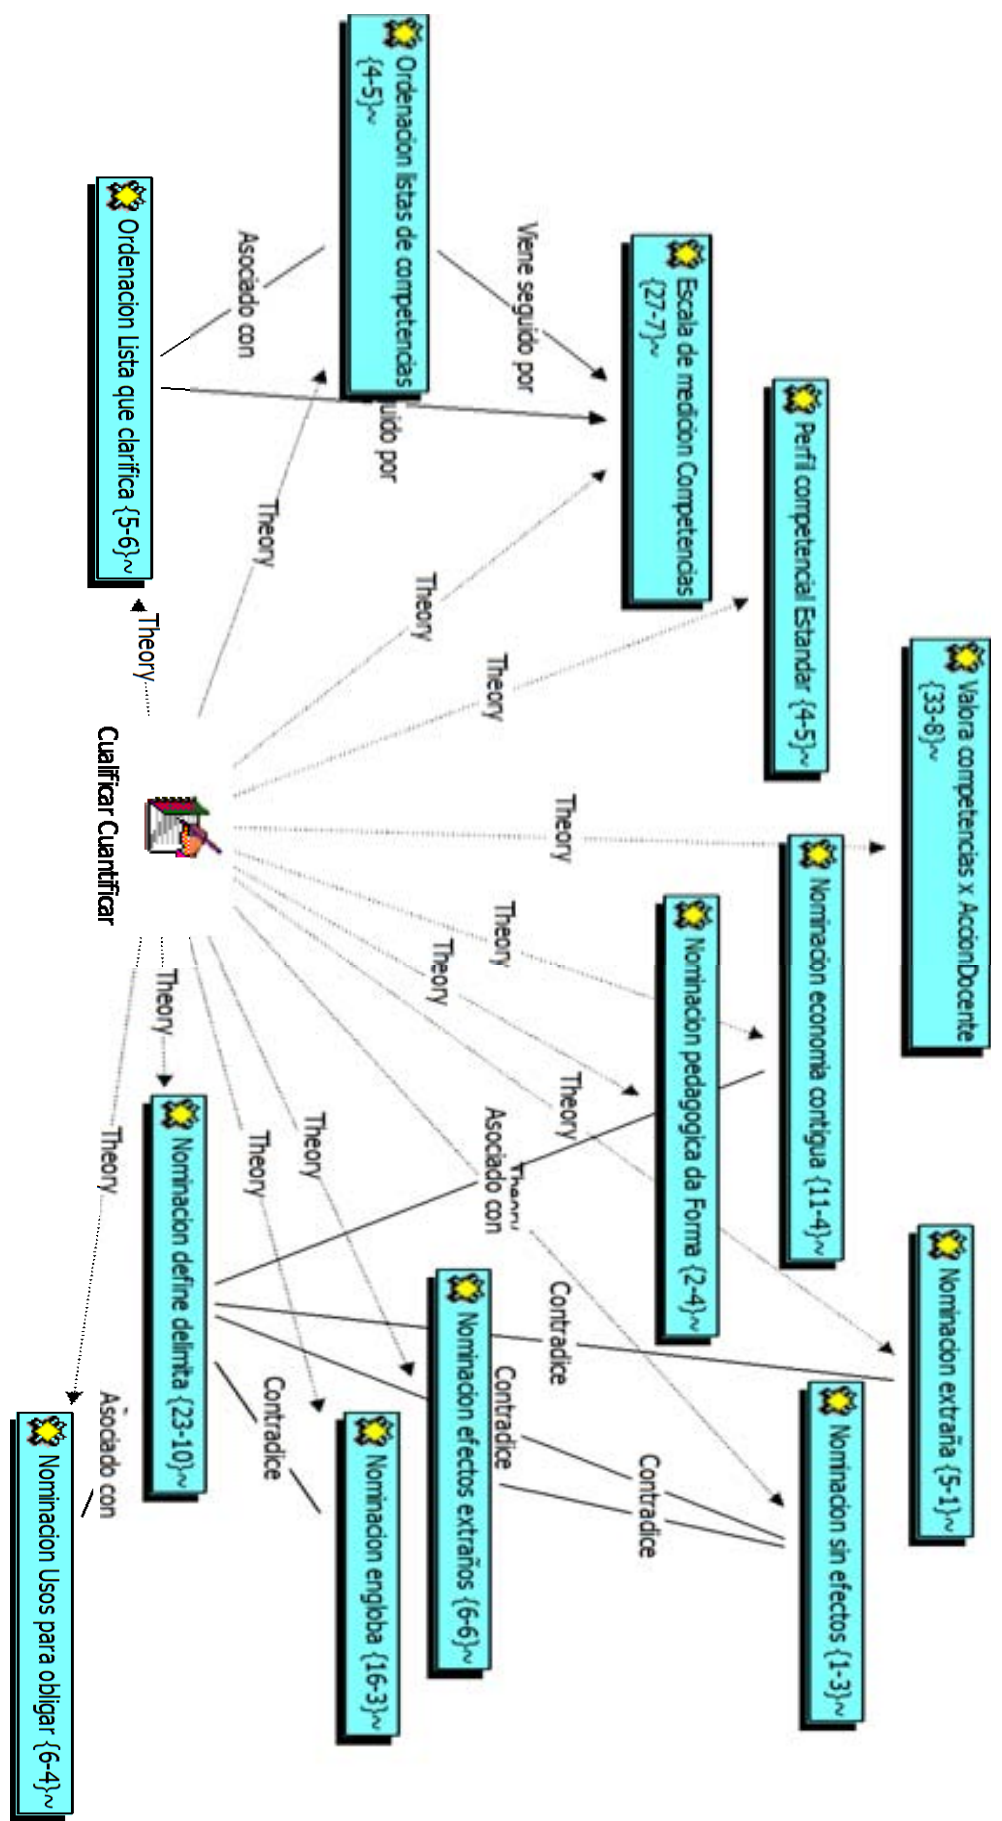 Valora competencias x AccionDocente
{33-8}~
Nominacion extraña {5-1}~
Nominacion sin efectos {1-3}~
Nominacion economia contigua {11-4}~
Perfil competencial Estandar {4-5}~
Nominacion pedagogica da Forma {2-4}~
Escala de medicion Competencias
{27-7}~
Contradice
Theory
Theory
Contradice
Viene seguido por
Theory
Theory
Theory
Asociado con
Contradice
Nominacion efectos extraños {6-6}~
Theory
Theory
Ordenacion listas de competencias
{4-5}~
uido por
Nominacion engloba {16-3}~
Theory
Theory
Contradice
Theory
Asociado con
Nominacion define delimita {23-10}~
Theory
Theory
Ordenacion Lista que clarifica {5-6}~
Cualificar Cuantificar
Theory
Asociado con
Nominacion Usos para obligar {6-4}~